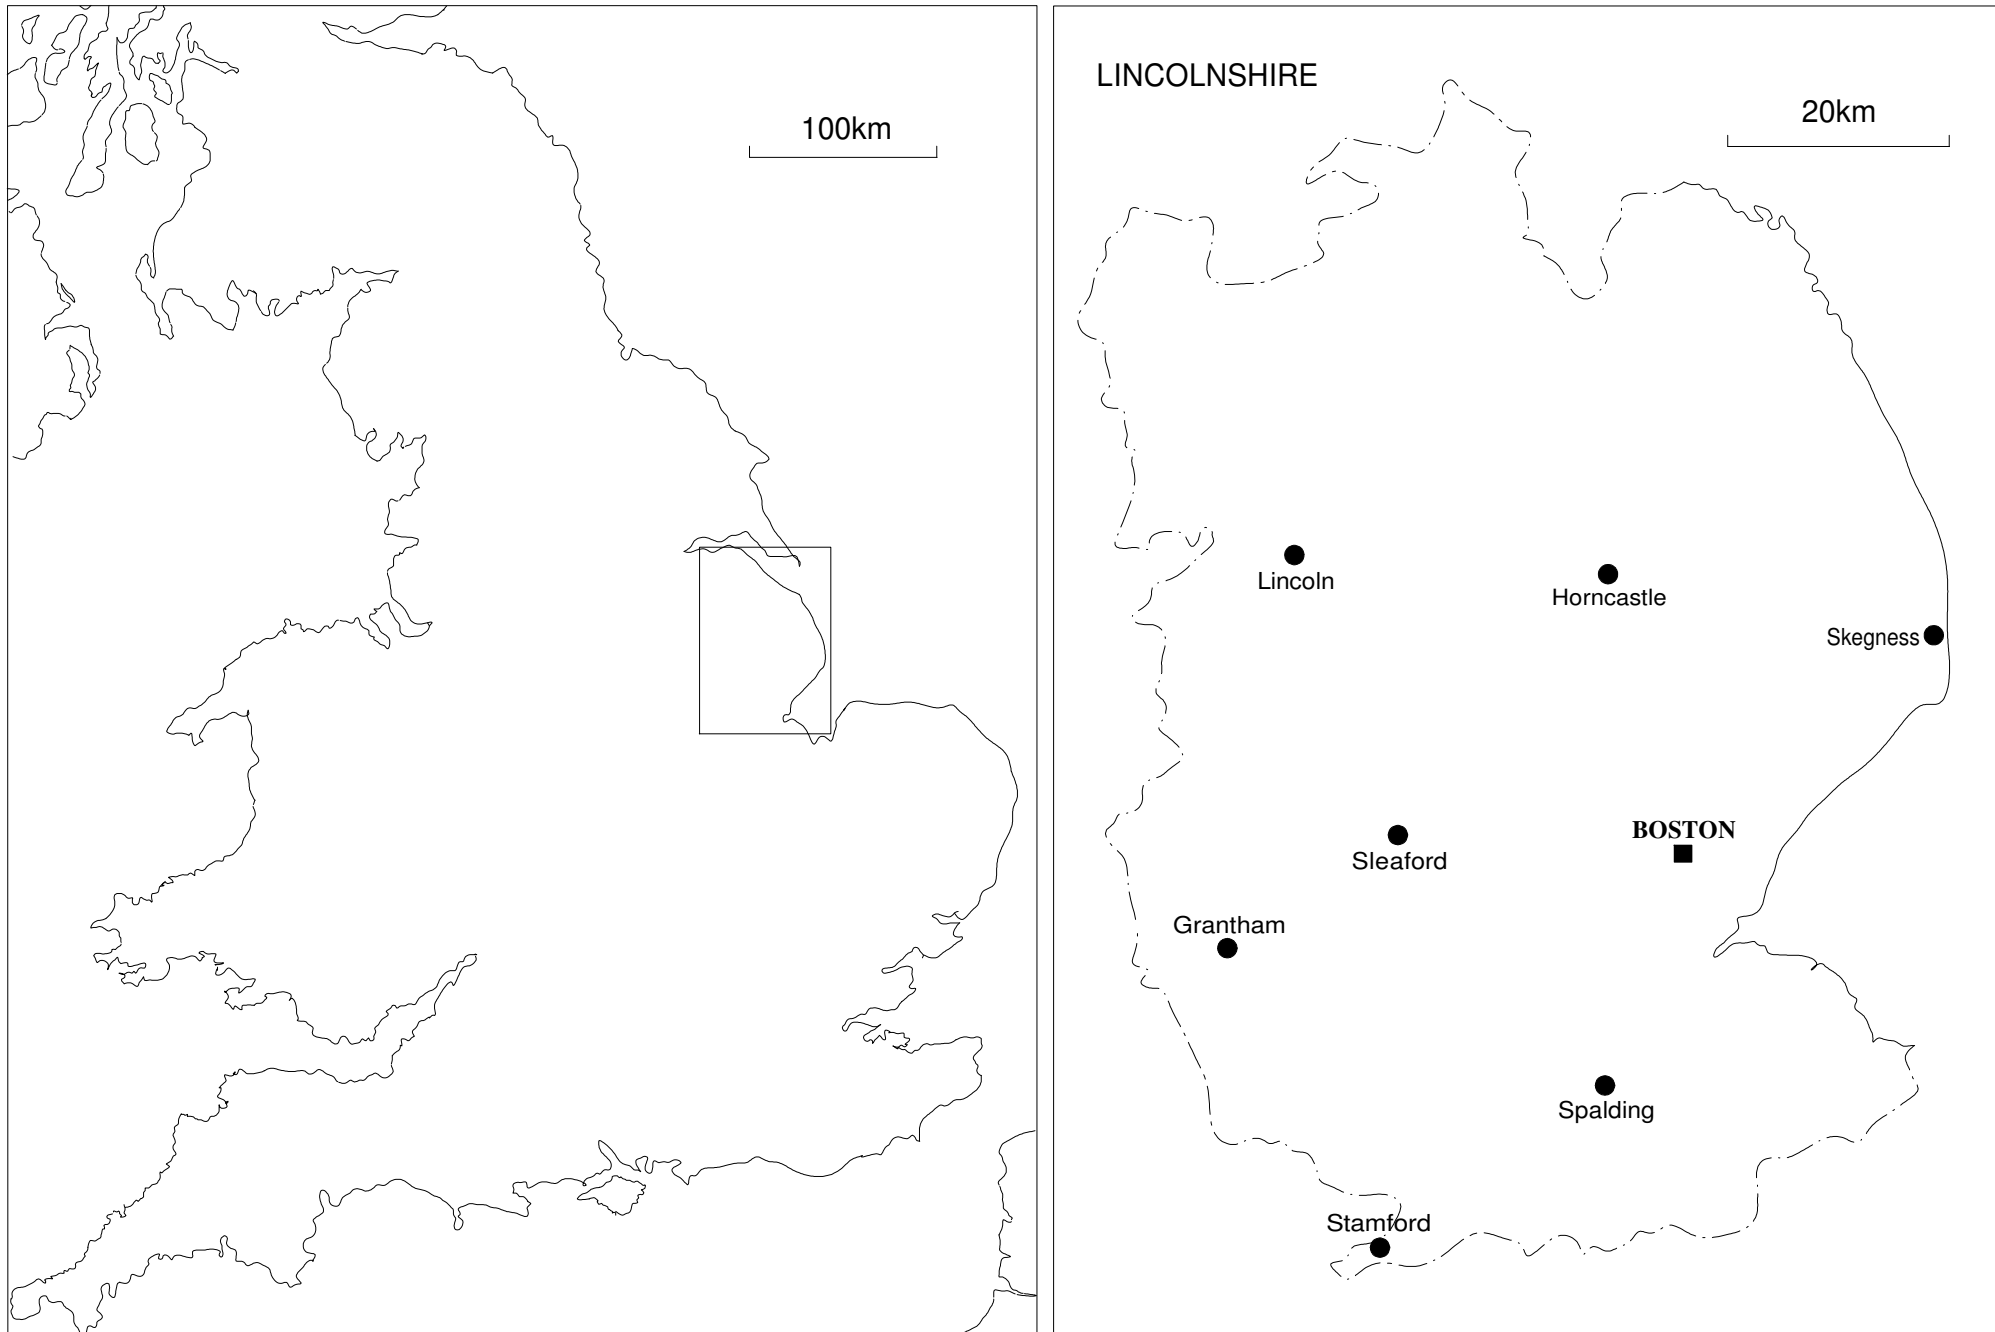 100km
LINCOLNSHIRE
20km
Lincoln
Horncastle
Skegness
BOSTON
Sleaford
Grantham
Spalding
Stamford